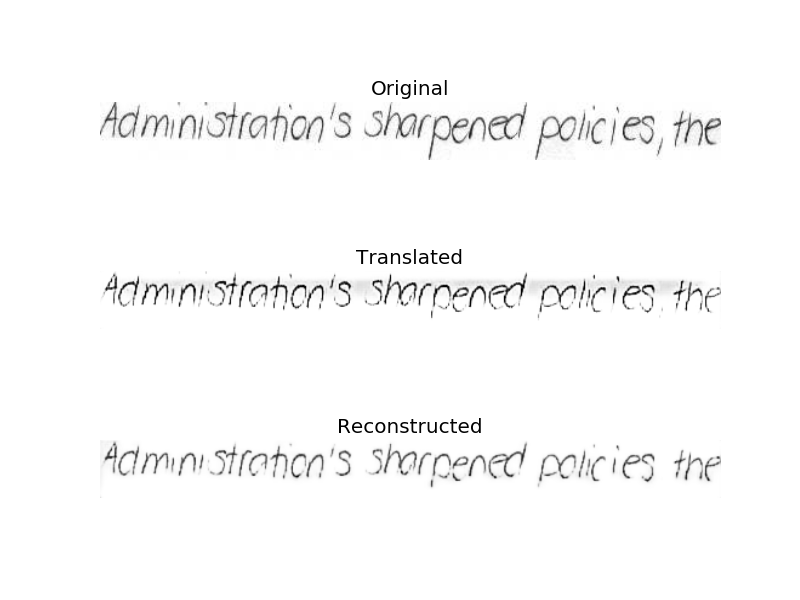 Original
Administration's sharpened policies, the
Translated
Administration's sharpened policies, the
Reconstructed
Administration's sharpened policies the